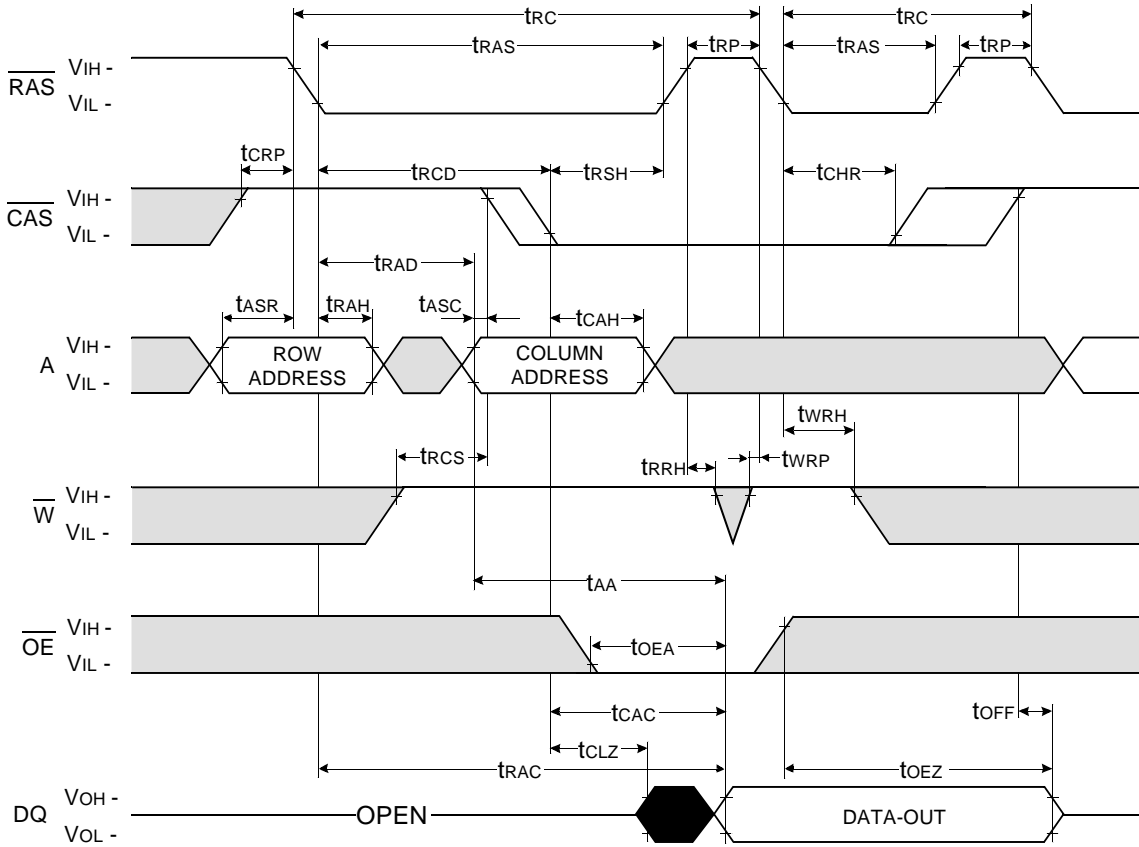 tRC tRC
tRAS tRP tRAS tRP
RAS VIH -
VIL -
tCRP tRCD tRSH tCHR
CAS VIH -
VIL -
tRAD
tASR tRAH tASC tCAH
A VIH -
VIL -
ROW ADDRESS
COLUMN ADDRESS
tWRH
tRCS tRRH tWRP
W VIH -
VIL -
tAA
OE VIH -
VIL -
tOEA
tCAC tOFF
tCLZ
tRAC tOEZ
DQ VOH -
VOL -
OPEN DATA-OUT